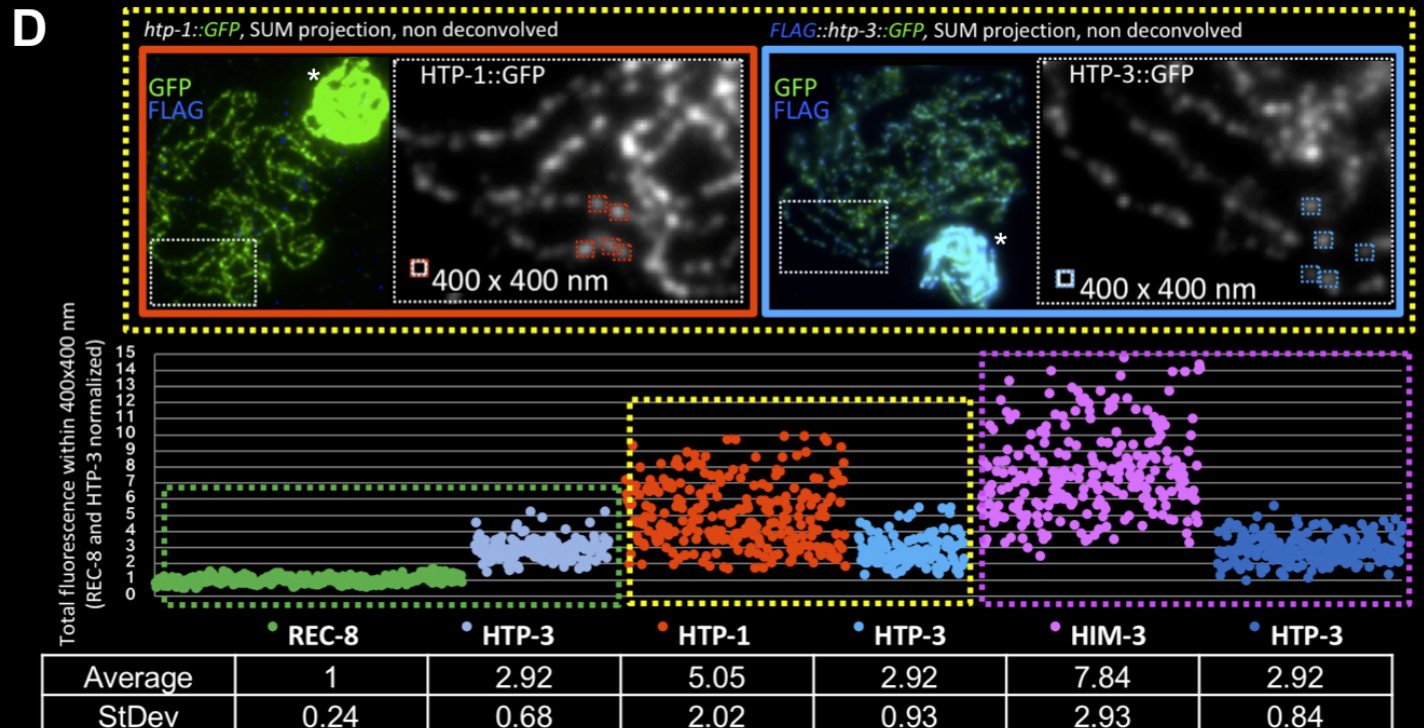 D
htp-1::GFP, SUM projection, non deconvolved
FLAG::htp-3::GFP, SUM projection, non deconvolved
GFP
FLAG
*
HTP-1::GFP
400 x 400 nm
GFP
FLAG
*
HTP-3::GFP
400 x 400 nm
Total fluorescence within 400x400 nm
(REC-8 and HTP-3 normalized)
15
14
13
12
11
10
9
8
7
6
5
4
3
2
1
0
REC-8 HTP-3 HTP-1 HTP-3 HIM-3 HTP-3
Average 1 2.92 5.05 2.92 7.84 2.92
StDev 0.24 0.68 2.02 0.93 2.93 0.84